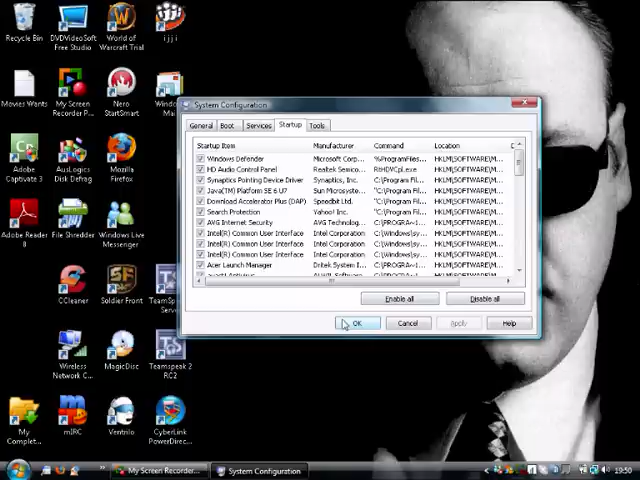 Recycle Bin
DVDVideoSoft Free Studio
World of Warcraft Trial
i j j i
Movies Wants
My Screen Recorder P...
Nero StartSmart
Windows Mai
Adobe Captivate 3
AusLogics Disk Defrag
Mozilla Firefox
Adobe Reader 8
File Shredder
Windows Live Messenger
CCleaner
Soldier Front
TeamSp
Serve
Wireless Network C...
MagicDisc
Teamspeak 2 RC2
My Complet...
mIRC
Ventrilo
CyberLink PowerDirec...
System Configuration
General Boot Services Startup Tools
Startup Item Manufacturer Command Location D
Windows Defender Microsoft Corp... %ProgramFiles... HKLM\SOFTWARE\M...
HD Audio Control Panel Realtek Semico... RtHDVCpl.exe HKLM\SOFTWARE\M...
Synaptics Pointing Device Driver Synaptics, Inc. C:\Program Fil... HKLM\SOFTWARE\M...
Java(TM) Platform SE 6 U7 Sun Microsyste... "C:\Program Fil... HKLM\SOFTWARE\M...
Download Accelerator Plus (DAP) Speedbit Ltd. "C:\Program Fil... HKLM\SOFTWARE\M...
Search Protection Yahoo! Inc. "C:\Program Fil... HKLM\SOFTWARE\M...
AVG Internet Security AVG Technolog... C:\PROGRA~... HKLM\SOFTWARE\M...
Intel(R) Common User Interface Intel Corporation C:\Windows\sy... HKLM\SOFTWARE\M...
Intel(R) Common User Interface Intel Corporation C:\Windows\sy... HKLM\SOFTWARE\M...
Intel(R) Common User Interface Intel Corporation C:\Windows\sy... HKLM\SOFTWARE\M...
Acer Launch Manager Dritek System I... C:\PROGRA~... HKLM\SOFTWARE\M...
Enable all Disable all
OK Cancel Apply Help
My Screen Recorder... System Configuration 19:50